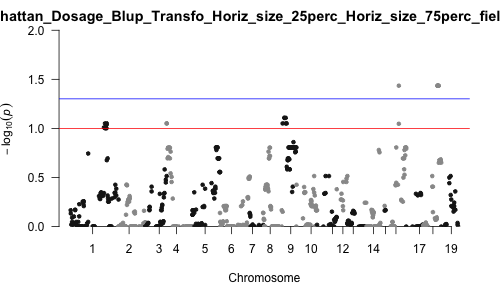 hattan_Dosage_Blup_Transfo_Horiz_size_25perc_Horiz_size_75perc_fiel
2.0
1.5
1.0
0.5
0.0
− log10(p)
1 2 3 4 5 6 7 8 9 10 11 12 14 17 19
Chromosome